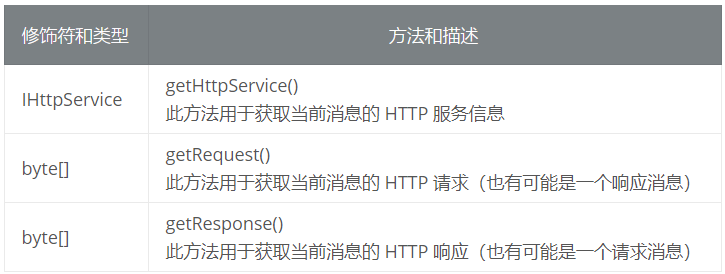 修饰符和类型
方法和描述
IHttpService
getHttpService()
此方法用于获取当前消息的 HTTP 服务信息
byte[]
getRequest()
此方法用于获取当前消息的 HTTP 请求（也有可能是一个响应消息）
byte[]
getResponse()
此方法用于获取当前消息的 HTTP 响应（也有可能是一个请求消息）